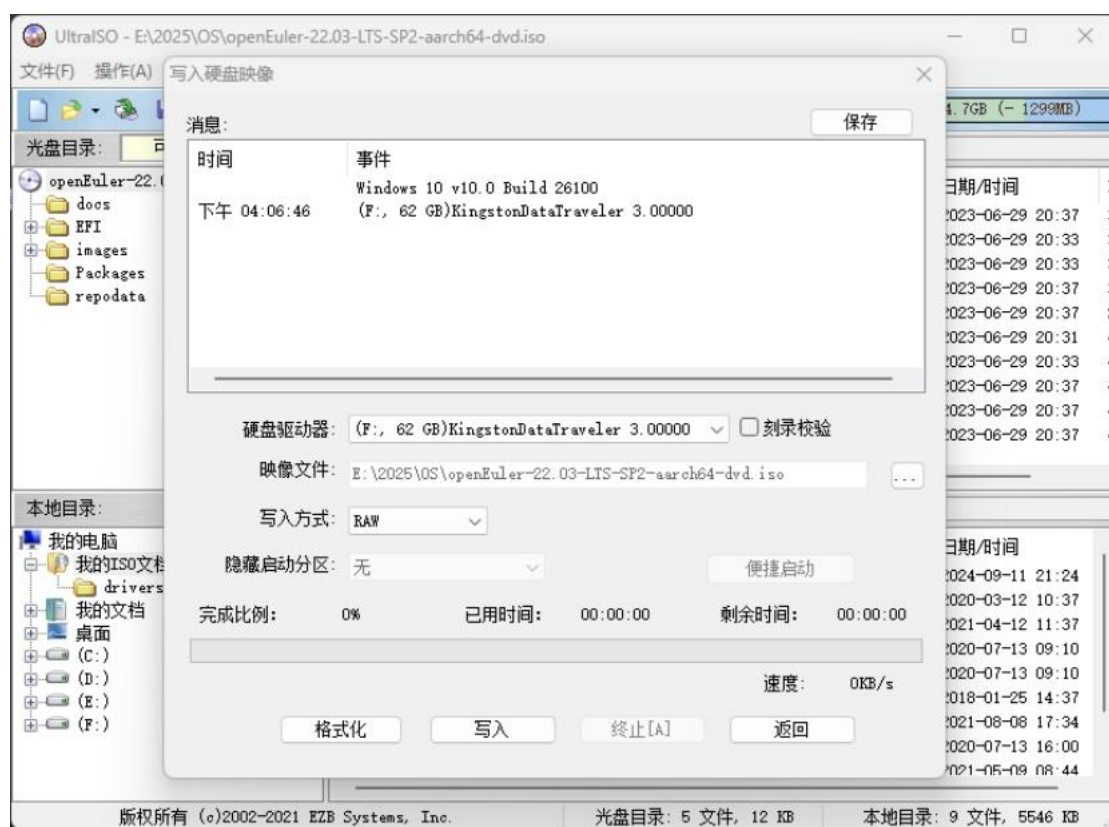 UltraISO - E:\2025\OS\openEuler-22.03-LTS-SP2-aarch64-dvd.iso
文件(F) 操作(A)
写入硬盘映像
4.7GB (- 1299MB)
光盘目录: 可
消息:
保存
时间 事件
Windows 10 v10.0 Build 26100
下午 04:06:46 (F:, 62 GB)KingstonDataTraveler 3.00000
openEuler-22.0
docs
EFI
images
Packages
repodata
日期/时间
2023-06-29 20:37
2023-06-29 20:33
2023-06-29 20:33
2023-06-29 20:37
2023-06-29 20:37
2023-06-29 20:31
2023-06-29 20:33
2023-06-29 20:37
2023-06-29 20:37
2023-06-29 20:37
硬盘驱动器: (F:, 62 GB)KingstonDataTraveler 3.00000 刻录校验
映像文件: E:\2025\OS\openEuler-22.03-LTS-SP2-aarch64-dvd.iso ...
写入方式: RAW
隐藏启动分区: 无 便捷启动
完成比例: 0% 已用时间: 00:00:00 剩余时间: 00:00:00
速度: 0KB/s
格式化 写入 终止[A] 返回
本地目录:
我的电脑
我的ISO文档
drivers
我的文档
桌面
(C:)
(D:)
(E:)
(F:)
日期/时间
2024-09-11 21:24
2020-03-12 10:37
2021-04-12 11:37
2020-07-13 09:10
2020-07-13 09:10
2018-01-25 14:37
2021-08-08 17:34
2020-07-13 16:00
2021-05-09 08:44
版权所有 (c)2002-2021 EZB Systems, Inc. 光盘目录: 5 文件, 12 KB 本地目录: 9 文件, 5546 KB